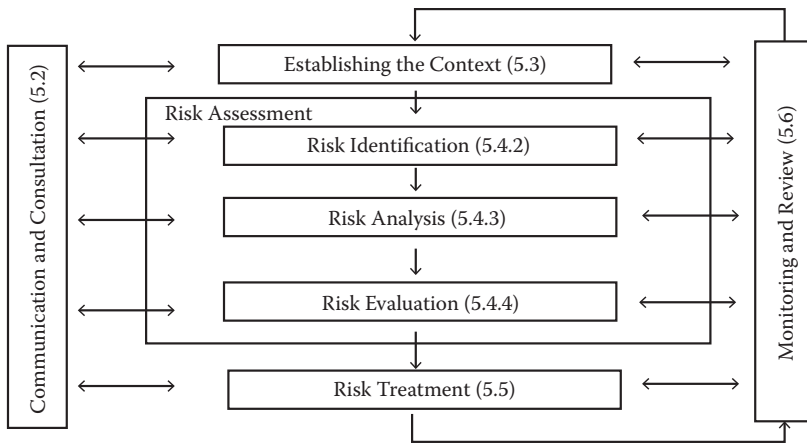 Establishing the Context (5.3)
Risk Assessment
Risk Identification (5.4.2)
Risk Analysis (5.4.3)
Risk Evaluation (5.4.4)
Risk Treatment (5.5)
Communication and Consultation (5.2)
Monitoring and Review (5.6)